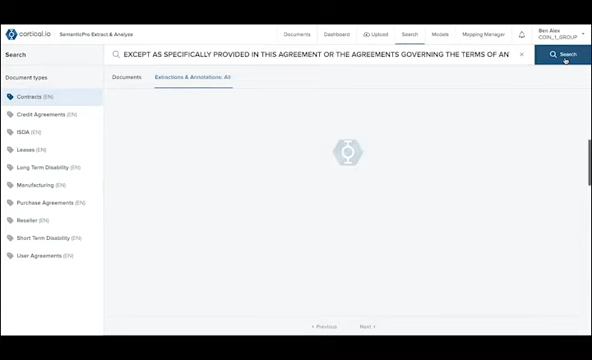 cortical.io SemanticPro Extract & Analyze Documents Dashboard Upload Search Models Mapping Manager Ben Alex
COIN_1_GROUP
Search EXCEPT AS SPECIFICALLY PROVIDED IN THIS AGREEMENT OR THE AGREEMENTS GOVERNING THE TERMS OF AN × Search
Document types Documents Extractions & Annotations: All
Contracts (EN)
Credit Agreements (EN)
ISDA (EN)
Leases (EN)
Long Term Disability (EN)
Manufacturing (EN)
Purchase Agreements (EN)
Reseller (EN)
Short Term Disability (EN)
User Agreements (EN)
< Previous Next >